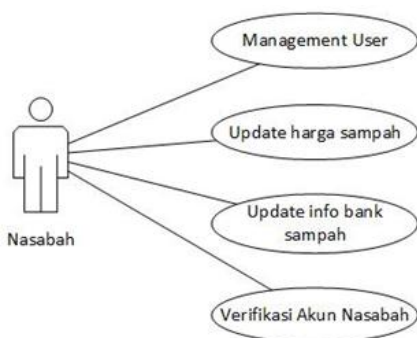 Management User
Update harga sampah
Update info bank
sampah
Nasabah
Verifikasi Akun Nasabah